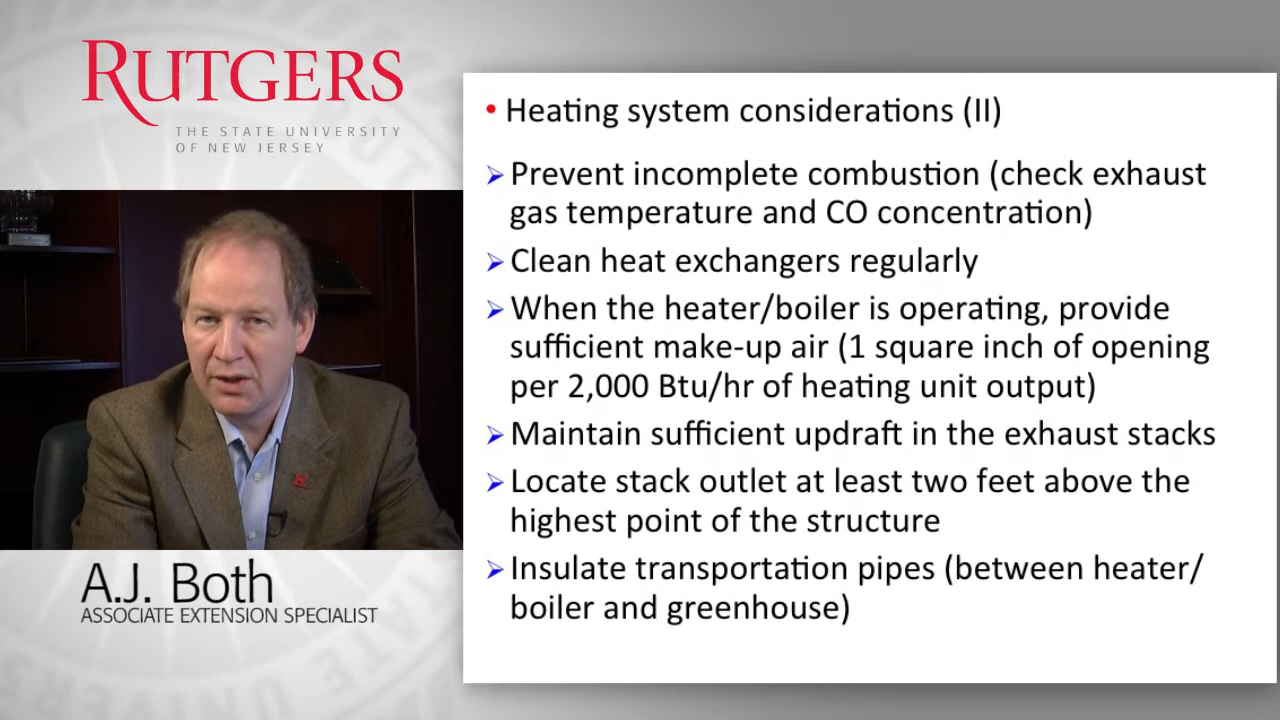 RUTGERS
THE STATE UNIVERSITY
OF NEW JERSEY
A.J. Both
ASSOCIATE EXTENSION SPECIALIST
• Heating system considerations (II)
➢ Prevent incomplete combustion (check exhaust
gas temperature and CO concentration)
➢ Clean heat exchangers regularly
➢ When the heater/boiler is operating, provide
sufficient make-up air (1 square inch of opening
per 2,000 Btu/hr of heating unit output)
➢ Maintain sufficient updraft in the exhaust stacks
➢ Locate stack outlet at least two feet above the
highest point of the structure
➢ Insulate transportation pipes (between heater/
boiler and greenhouse)